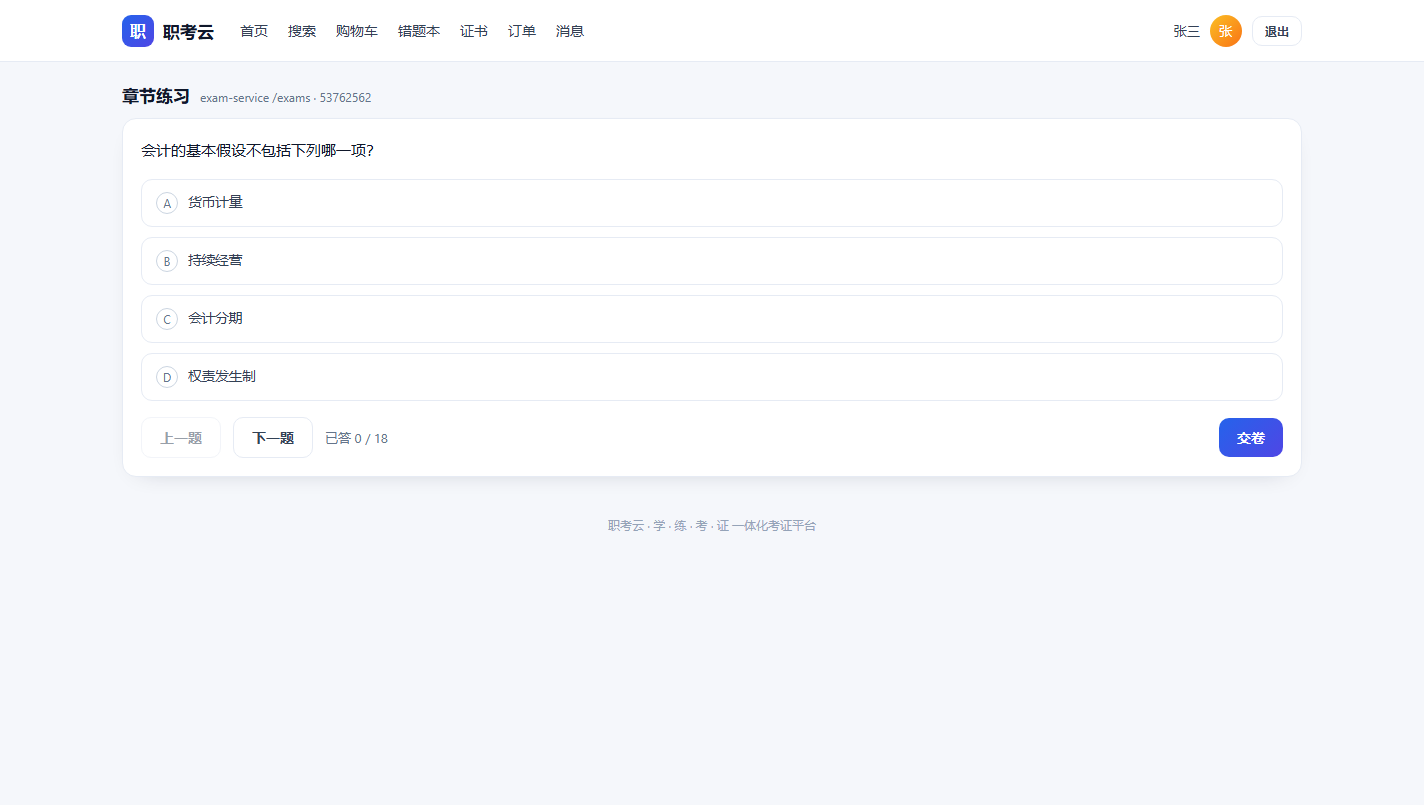 职 职考云 首页 搜索 购物车 错题本 证书 订单 消息 张三 张 退出
章节练习 exam-service /exams · 53762562
会计的基本假设不包括下列哪一项？
A 货币计量
B 持续经营
C 会计分期
D 权责发生制
上一题 下一题 已答 0 / 18 交卷
职考云 · 学 · 练 · 考 · 证 一体化考证平台